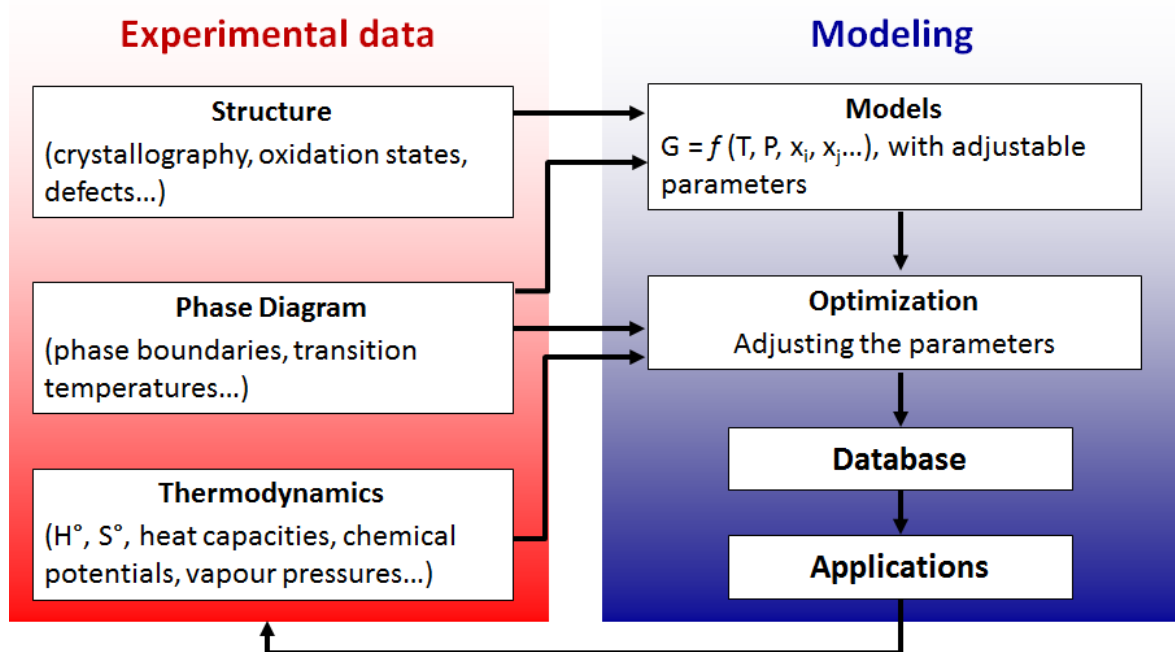 Experimental data
Structure
(crystallography, oxidation states,
defects...)
Phase Diagram
(phase boundaries, transition
temperatures...)
Thermodynamics
(H°, S°, heat capacities, chemical
potentials, vapour pressures...)
Modeling
Models
G = f (T, P, xi, xj...), with adjustable
parameters
Optimization
Adjusting the parameters
Database
Applications